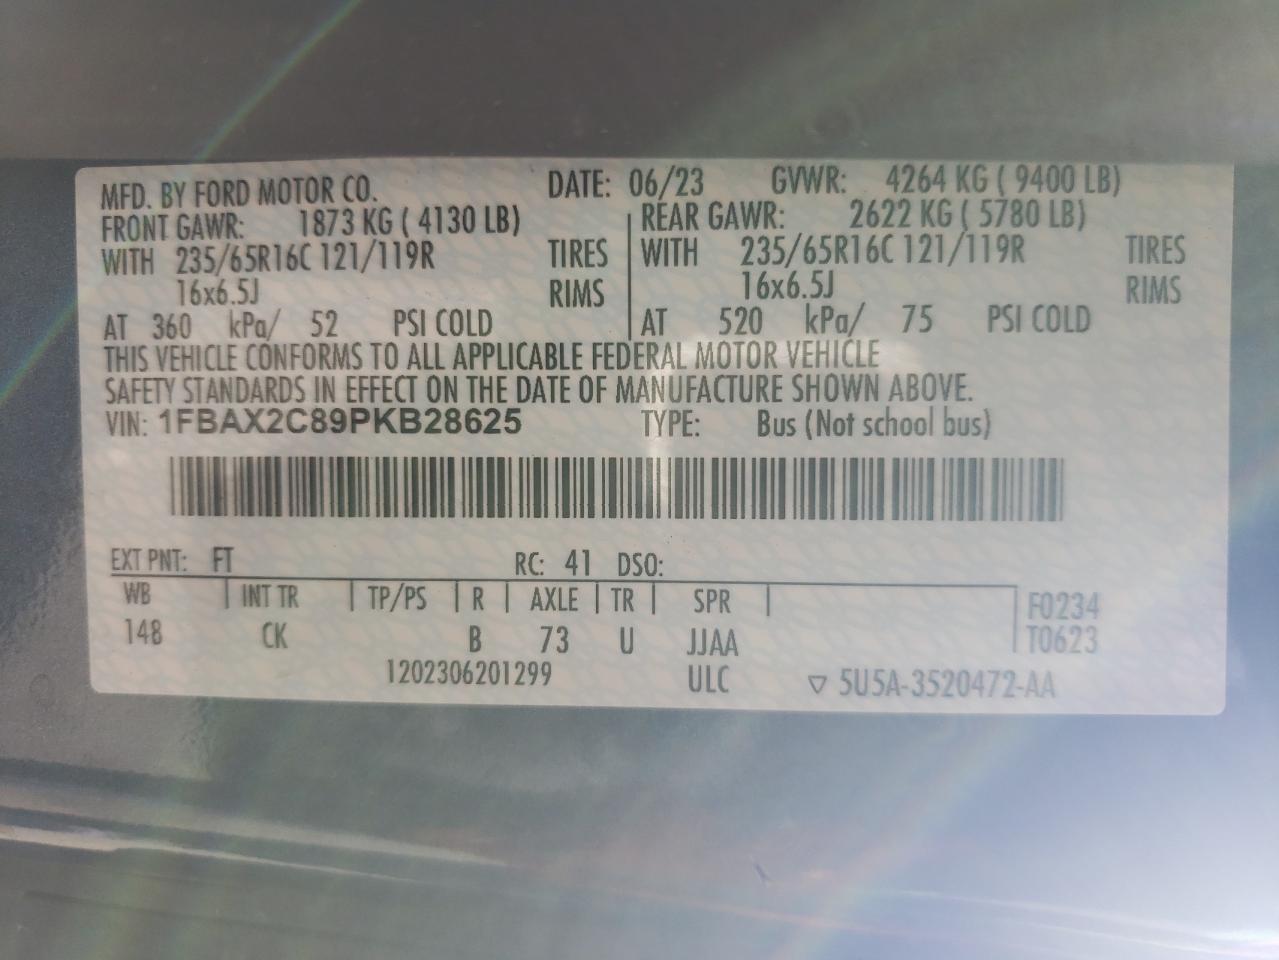 MFD. BY FORD MOTOR CO. DATE: 06/23 GVWR: 4264 KG ( 9400 LB)
FRONT GAWR: 1873 KG ( 4130 LB) REAR GAWR: 2622 KG ( 5780 LB)
WITH 235/65R16C 121/119R TIRES WITH 235/65R16C 121/119R TIRES
16x6.5J RIMS 16x6.5J RIMS
AT 360 kPa/ 52 PSI COLD AT 520 kPa/ 75 PSI COLD
THIS VEHICLE CONFORMS TO ALL APPLICABLE FEDERAL MOTOR VEHICLE
SAFETY STANDARDS IN EFFECT ON THE DATE OF MANUFACTURE SHOWN ABOVE.
VIN: 1FBAX2C89PKB28625 TYPE: Bus (Not school bus)
EXT PNT: FT RC: 41 DSO:
WB INT TR TP/PS R AXLE TR SPR F0234
148 CK B 73 U JJAA T0623
1202306201299 ULC ▽ 5U5A-3520472-AA